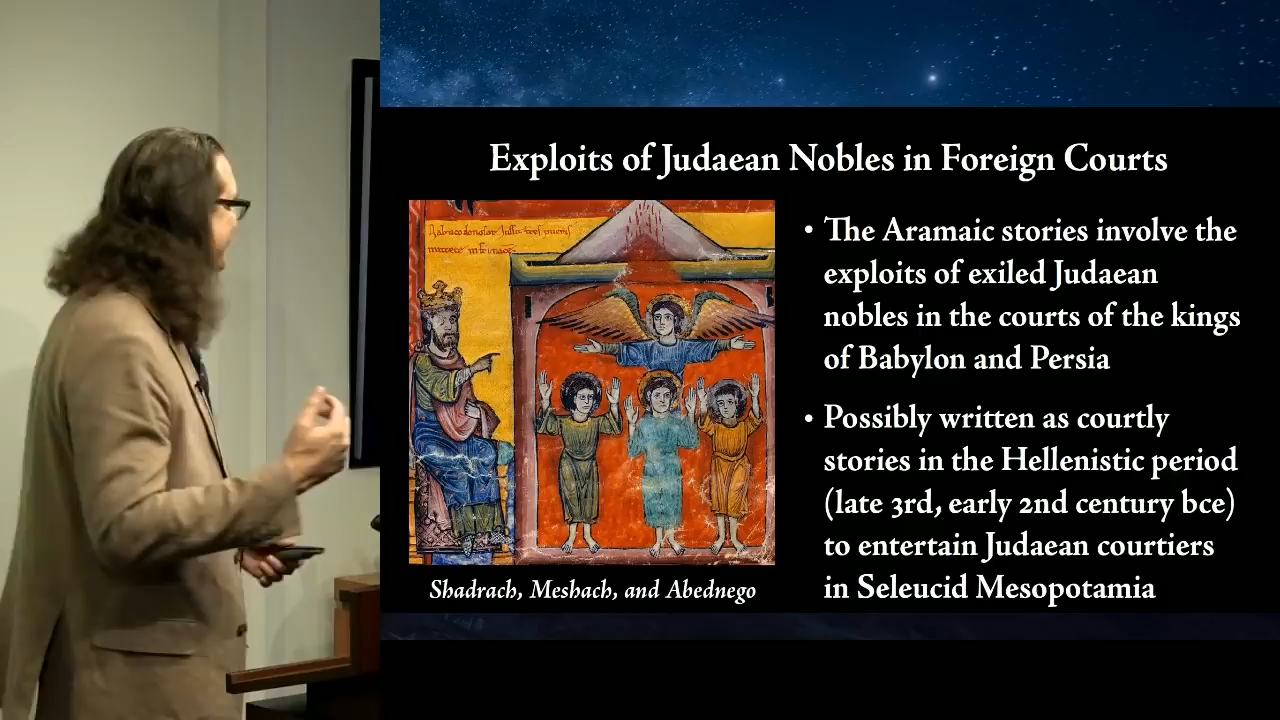 Exploits of Judaean Nobles in Foreign Courts
• The Aramaic stories involve the
exploits of exiled Judaean
nobles in the courts of the kings
of Babylon and Persia
• Possibly written as courtly
stories in the Hellenistic period
(late 3rd, early 2nd century bce)
to entertain Judaean courtiers
in Seleucid Mesopotamia
Shadrach, Meshach, and Abednego